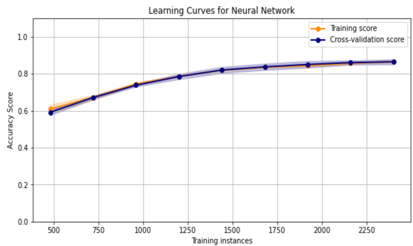 Learning Curves for Neural Network
Training score
Cross-validation score
Accuracy Score
1.0
0.8
0.6
0.4
0.2
0.0
500 750 1000 1250 1500 1750 2000 2250
Training instances